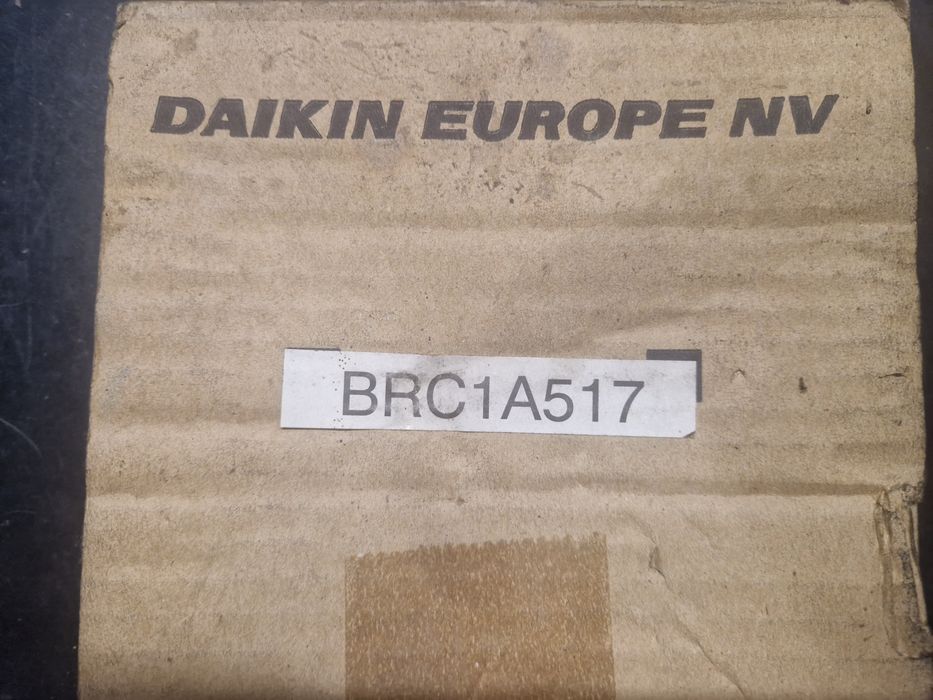 DAIKIN EUROPE NV
BRC1A517